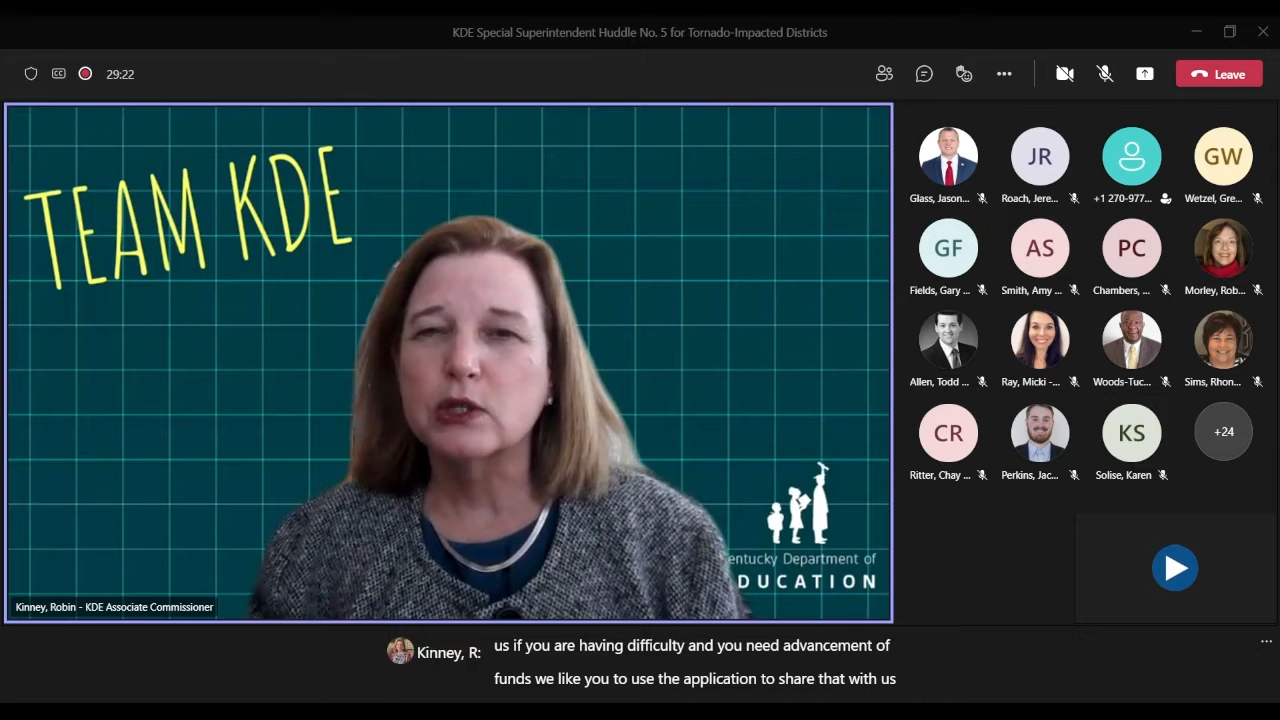 KDE Special Superintendent Huddle No. 5 for Tornado-Impacted Districts
CC
29:22
Leave
TEAM KDE
JR
GW
Glass, Jason...
Roach, Jere...
+1 270-977...
Wetzel, Gre...
GF
AS
PC
Fields, Gary ...
Smith, Amy ...
Chambers, ...
Morley, Rob...
Allen, Todd ...
Ray, Micki -...
Woods-Tuc...
Sims, Rhon...
CR
KS
+24
Ritter, Chay ...
Perkins, Jac...
Solise, Karen
entucky Department of
DUCATION
Kinney, Robin - KDE Associate Commissioner
Kinney, R:
us if you are having difficulty and you need advancement of
funds we like you to use the application to share that with us